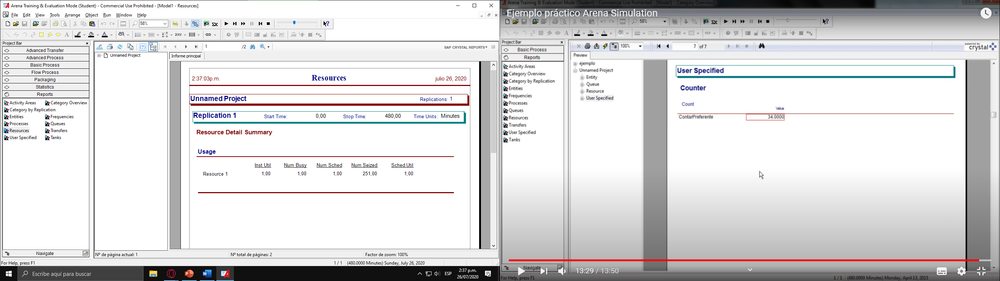 Arena Training & Evaluation Mode (Student) - Commercial Use Prohibited - [Model1 - Resources]
File Edit View Tools Arrange Object Run Window Help
58%
Project Bar
Advanced Transfer
Advanced Process
Basic Process
Flow Process
Packaging
Statistics
Reports
Activity Areas Category Overview
Category by Replication
Entities Frequencies
Processes Queues
Resources Transfers
User Specified Tanks
Navigate
1 /2
SAP CRYSTAL REPORTS®
Unnamed Project
Informe principal
2:37:03p.m. Resources julio 26, 2020
Unnamed Project Replications: 1
Replication 1 Start Time: 0,00 Stop Time: 480,00 Time Units: Minutes
Resource Detail Summary
Usage
Inst Util Num Busy Num Sched Num Seized Sched Util
Resource 1 1,00 1,00 1,00 251,00 1,00
Nº de página actual: 1 Nº total de páginas: 2 Factor de zoom: 100%
For Help, press F1 1 / 1 (480.0000 Minutes) Sunday, July 26, 2020
Escribe aquí para buscar
ESP
2:37 p.m.
26/07/2020
Arena Training & Evaluation Mode (Student) - Commercial Use Prohibited - [Model1 - Category Overview]
Ejemplo práctico Arena Simulation
58%
Project Bar
Basic Process
Reports
Activity Areas
Category Overview
Category by Replication
Entities
Frequencies
Processes
Queues
Resources
Transfers
User Specified
Tanks
Navigate
100% 7 of 7
powered by
crystal
Preview
ejemplo
Unnamed Project
Entity
Queue
Resource
User Specified
User Specified
Counter
Count
Value
ContarPreferente 34.0000
13:29 / 13:50
For Help, press F1 1 / 1 (480.0000 Minutes) Monday, April 13, 2015